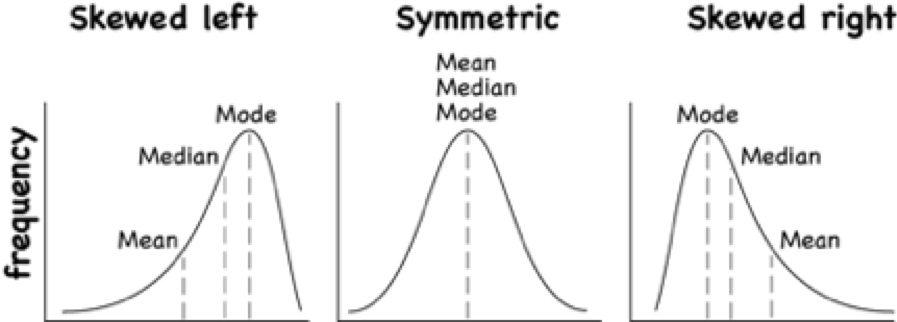 Skewed left
Symmetric
Skewed right
frequency
Mode
Median
Mean
Mean
Median
Mode
Mode
Median
Mean